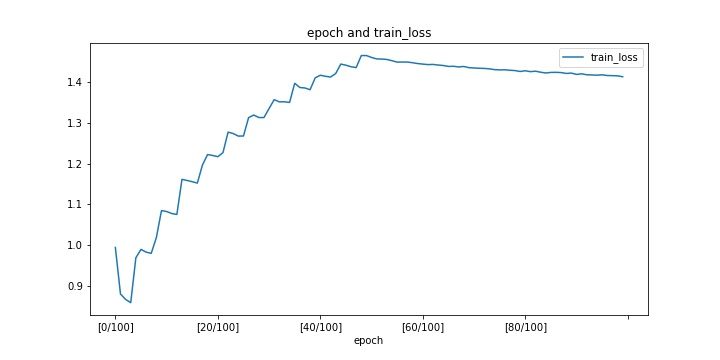 epoch and train_loss
train_loss
1.4
1.3
1.2
1.1
1.0
0.9
[0/100] [20/100] [40/100] [60/100] [80/100]
epoch